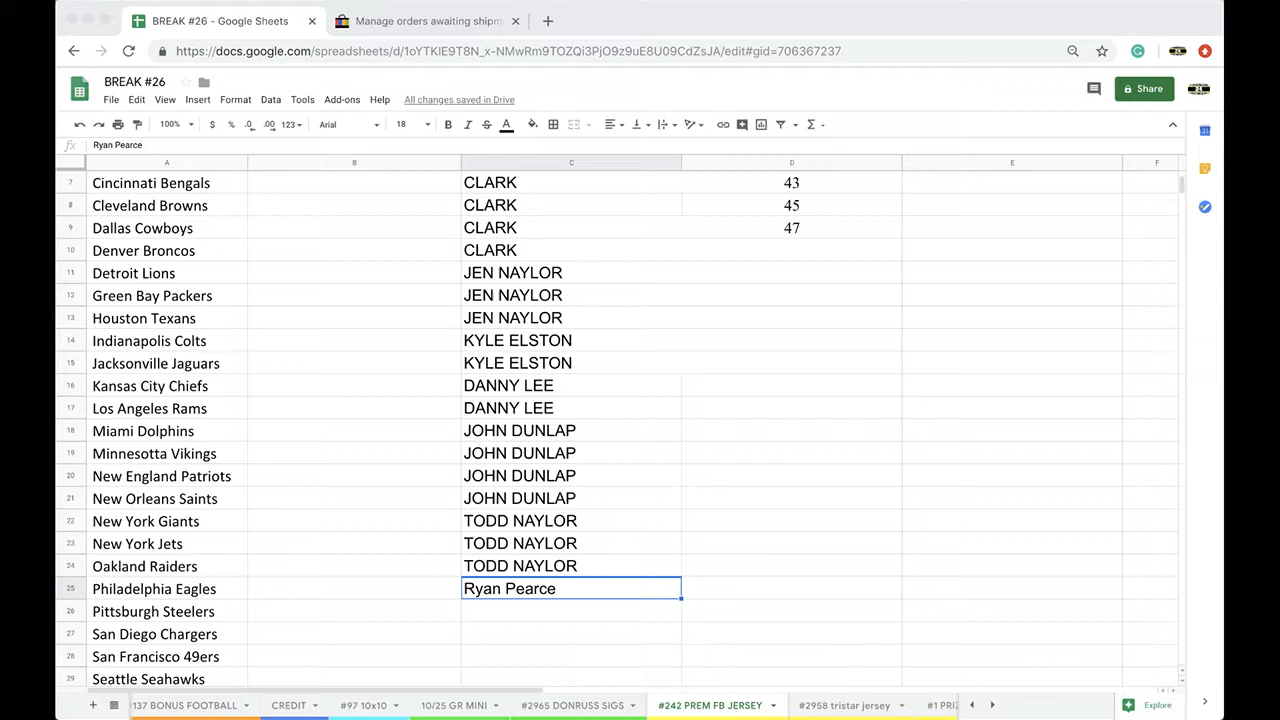 BREAK #26 - Google Sheets
Manage orders awaiting shipm
https://docs.google.com/spreadsheets/d/1oYTKIE9T8N_x-NMwRm9TOZQi3PjO9z9uE8U09CdZsJA/edit#gid=706367237
BREAK #26
File Edit View Insert Format Data Tools Add-ons Help All changes saved in Drive
Share
100% $ % .0 .00 123 Arial 18 B I S A
fx Ryan Pearce
A B C D E F
7 Cincinnati Bengals CLARK 43
8 Cleveland Browns CLARK 45
9 Dallas Cowboys CLARK 47
10 Denver Broncos CLARK
11 Detroit Lions JEN NAYLOR
12 Green Bay Packers JEN NAYLOR
13 Houston Texans JEN NAYLOR
14 Indianapolis Colts KYLE ELSTON
15 Jacksonville Jaguars KYLE ELSTON
16 Kansas City Chiefs DANNY LEE
17 Los Angeles Rams DANNY LEE
18 Miami Dolphins JOHN DUNLAP
19 Minnesotta Vikings JOHN DUNLAP
20 New England Patriots JOHN DUNLAP
21 New Orleans Saints JOHN DUNLAP
22 New York Giants TODD NAYLOR
23 New York Jets TODD NAYLOR
24 Oakland Raiders TODD NAYLOR
25 Philadelphia Eagles Ryan Pearce
26 Pittsburgh Steelers
27 San Diego Chargers
28 San Francisco 49ers
29 Seattle Seahawks
137 BONUS FOOTBALL CREDIT #97 10x10 10/25 GR MINI #2965 DONRUSS SIGS #242 PREM FB JERSEY #2958 tristar jersey #1 PRIZ Explore